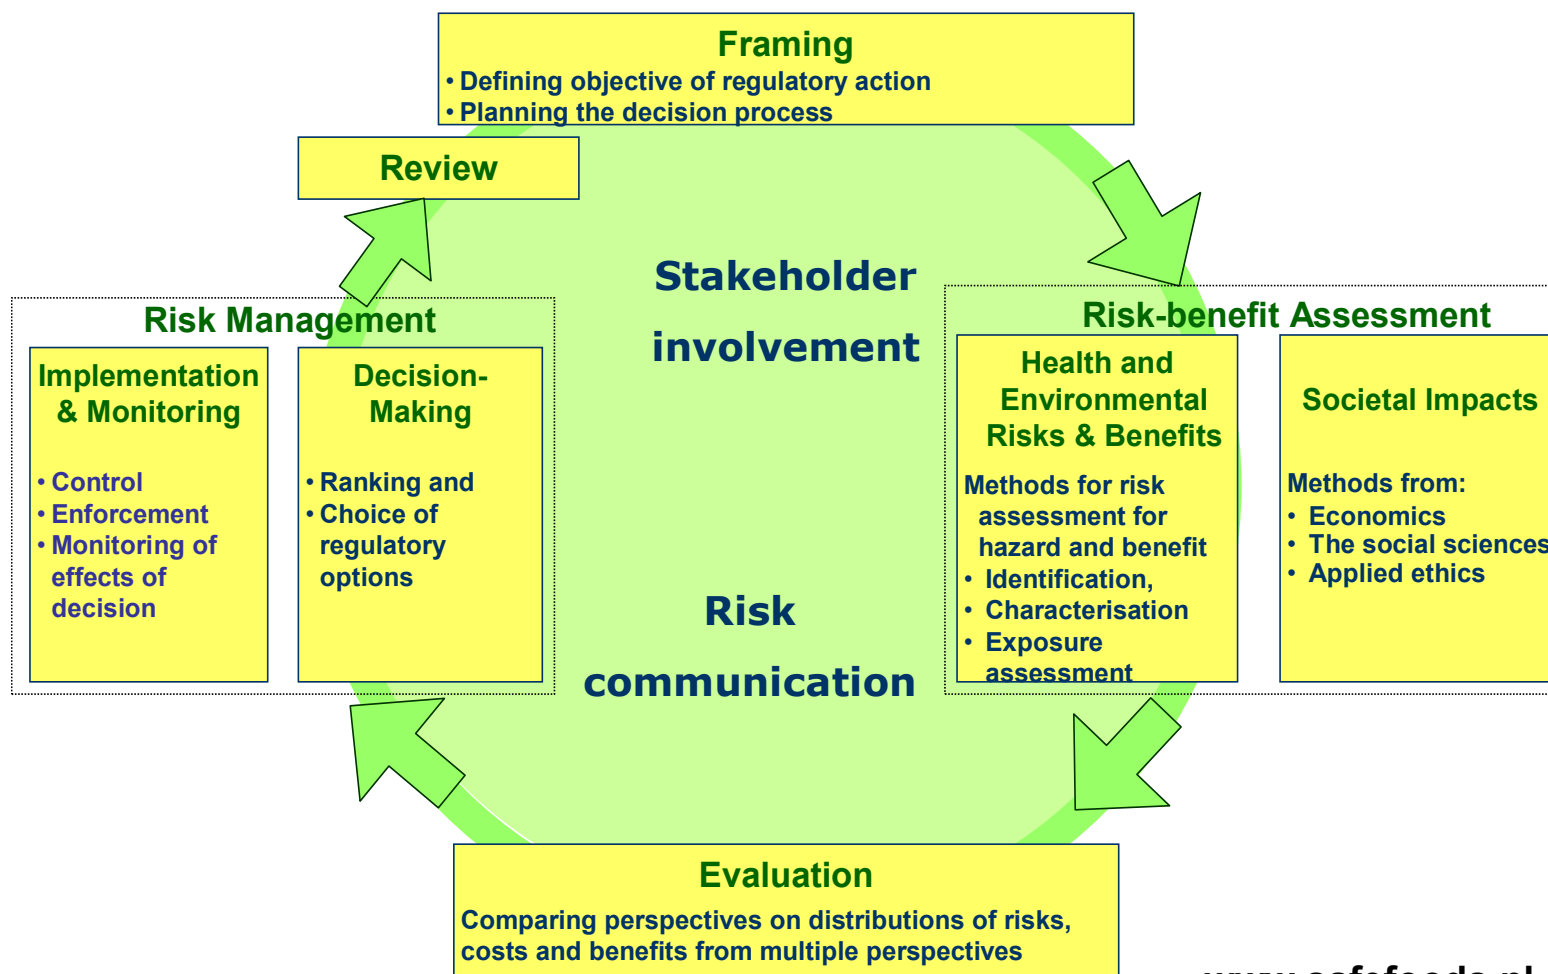 Framing
• Defining objective of regulatory action
• Planning the decision process
Review
Stakeholder
involvement
Risk
communication
Risk Management
Implementation
& Monitoring
• Control
• Enforcement
• Monitoring of
effects of
decision
Decision-
Making
• Ranking and
• Choice of
regulatory
options
Risk-benefit Assessment
Health and
Environmental
Risks & Benefits
Methods for risk
assessment for
hazard and benefit
• Identification,
• Characterisation
• Exposure
assessment
Societal Impacts
Methods from:
• Economics
• The social sciences
• Applied ethics
Evaluation
Comparing perspectives on distributions of risks,
costs and benefits from multiple perspectives